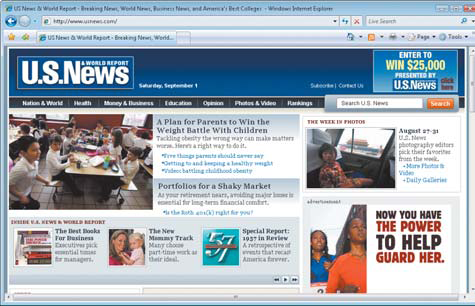 US News & World Report - Breaking News, World News, Business News, and America's Best Colleges - Windows Internet Explorer
http://www.usnews.com/
Live Search
US News & World Report - Breaking News, World...
Page
Tools
U.S.News
& WORLD REPORT
Saturday, September 1
Subscribe | Contact Us
ENTER TO
WIN $25,000
PRESENTED BY
U.S.News click here
Nation & World Health Money & Business Education Opinion Photos & Video Rankings
Search U.S. News Search
A Plan for Parents to Win the
Weight Battle With Children
Tackling obesity the wrong way can make matters
worse. Here's a right way to do it.
Five things parents should never say
Getting to and keeping a healthy weight
Video: battling childhood obesity
Portfolios for a Shaky Market
As your retirement nears, avoiding major losses is
essential for long-term financial comfort.
Is the Roth 401(k) right for you?
THE WEEK IN PHOTOS
August 27-31
U.S. News
photography editors
pick their favorites
from the week.
More Photos &
Video
Daily Galleries
advertisement
NOW YOU HAVE
THE POWER
TO HELP
GUARD HER.
INSIDE U.S. NEWS & WORLD REPORT
The Best Books
For Business
Executives pick
essential tomes
for managers.
The New
Mommy Track
Many choose
part-time work as
their ideal.
57
Special Report:
1957 in Review
A retrospective of
events that recast
America forever.